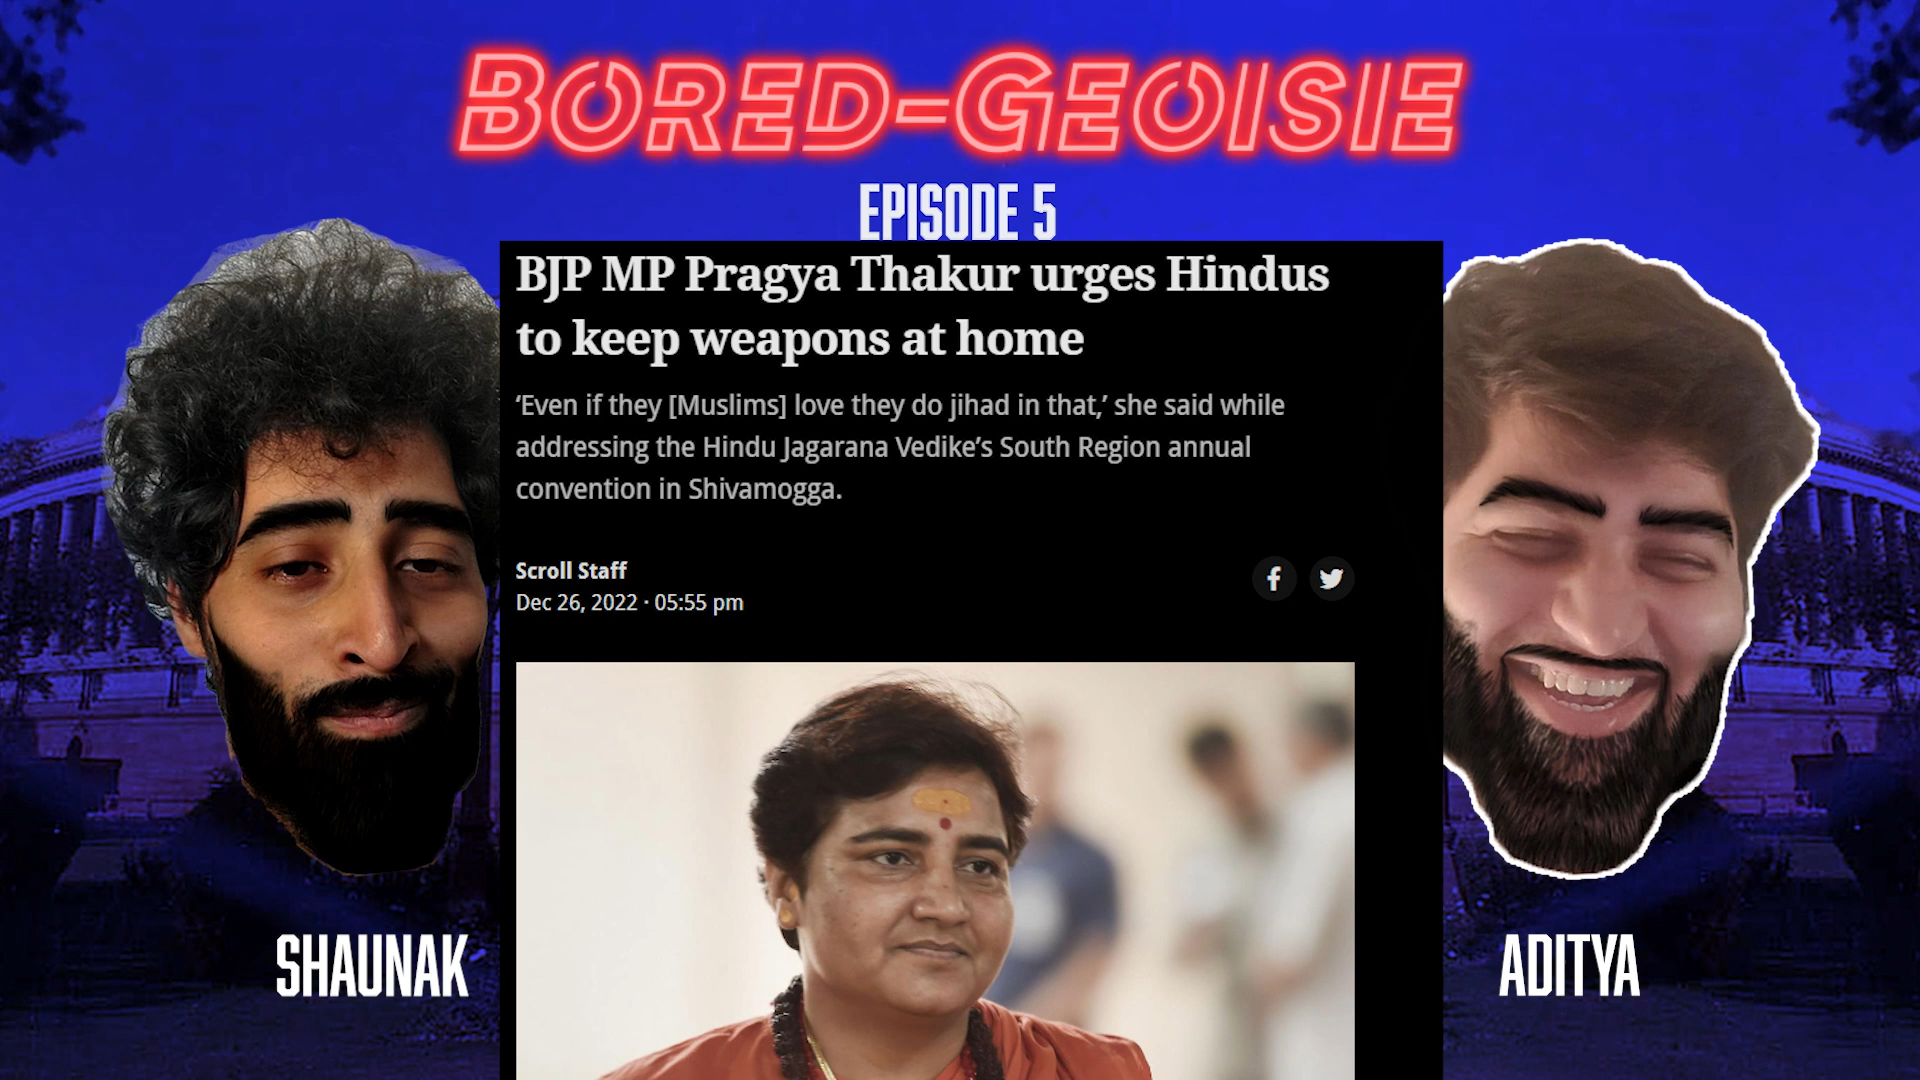 BORED-GEOISIE
EPISODE 5
BJP MP Pragya Thakur urges Hindus
to keep weapons at home
‘Even if they [Muslims] love they do jihad in that,’ she said while
addressing the Hindu Jagarana Vedike’s South Region annual
convention in Shivamogga.
Scroll Staff
Dec 26, 2022 · 05:55 pm
SHAUNAK
ADITYA